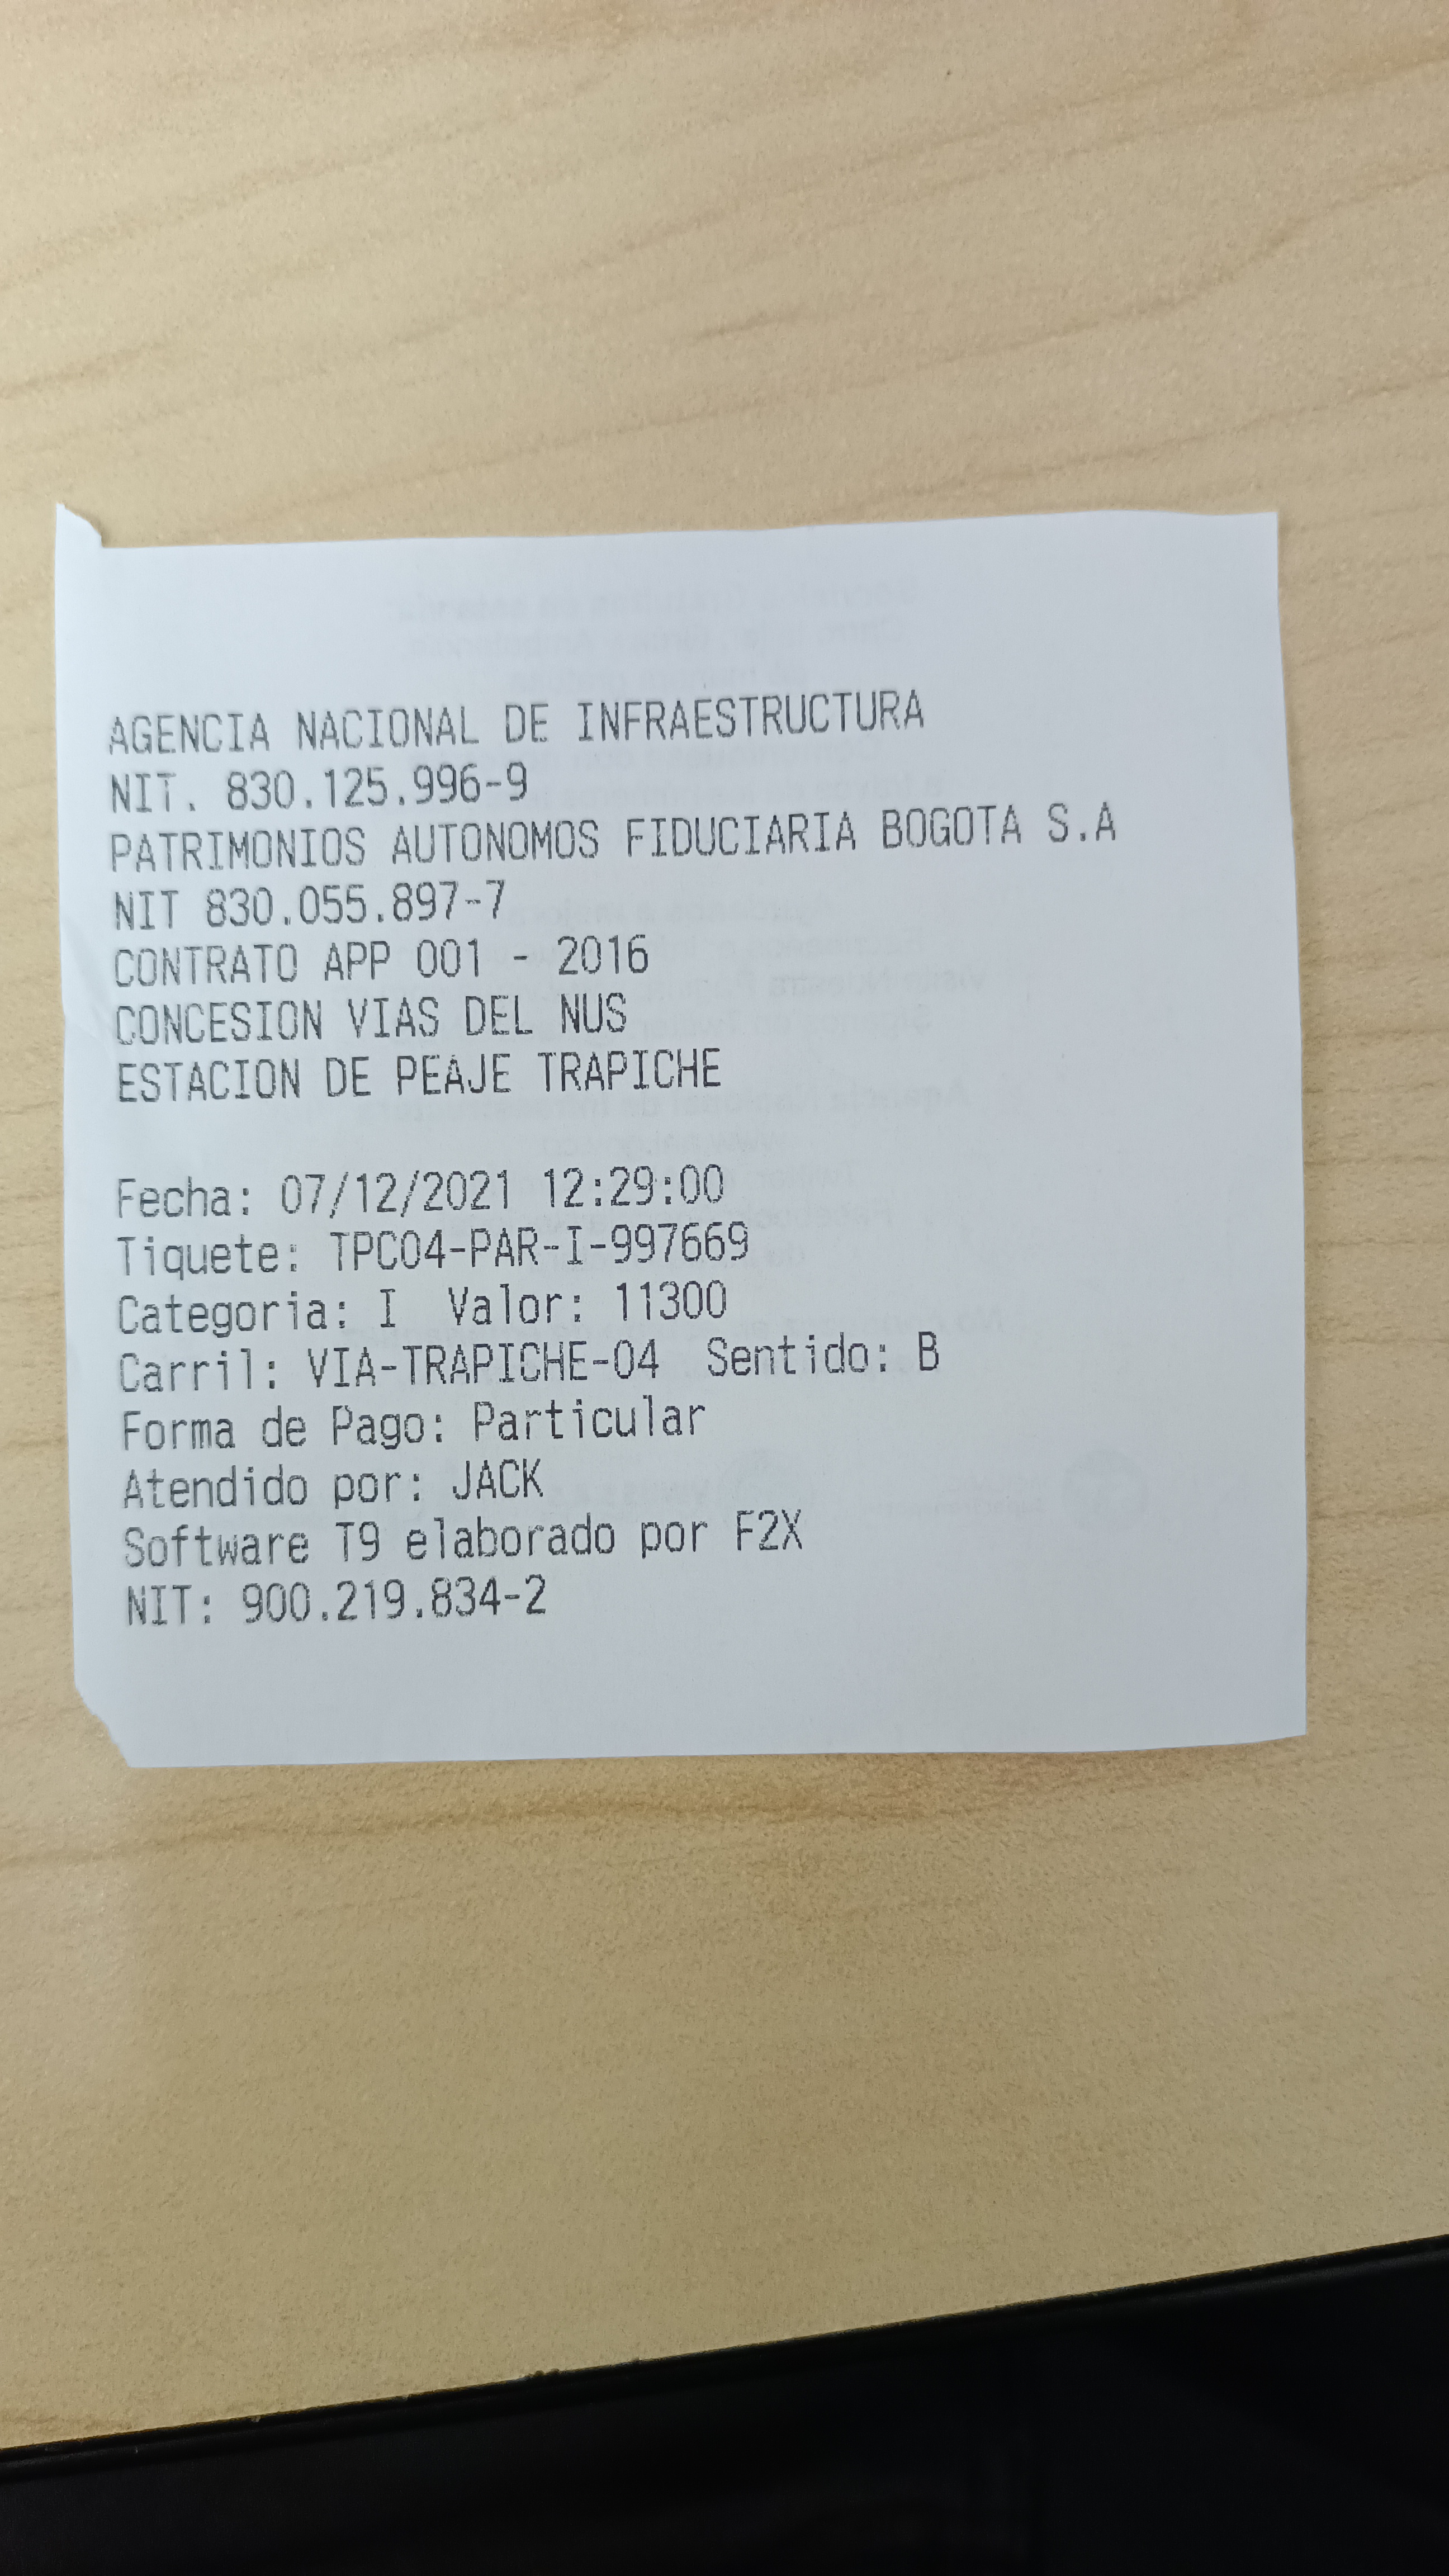 AGENCIA NACIONAL DE INFRAESTRUCTURA
NIT. 830.125.996-9
PATRIMONIOS AUTONOMOS FIDUCIARIA BOGOTA S.A
NIT 830.055.897-7
CONTRATO APP 001 - 2016
CONCESION VIAS DEL NUS
ESTACION DE PEAJE TRAPICHE
Fecha: 07/12/2021 12:29:00
Tiquete: TPC04-PAR-I-997669
Categoria: I Valor: 11300
Carril: VIA-TRAPICHE-04 Sentido: B
Forma de Pago: Particular
Atendido por: JACK
Software T9 elaborado por F2X
NIT: 900.219.834-2